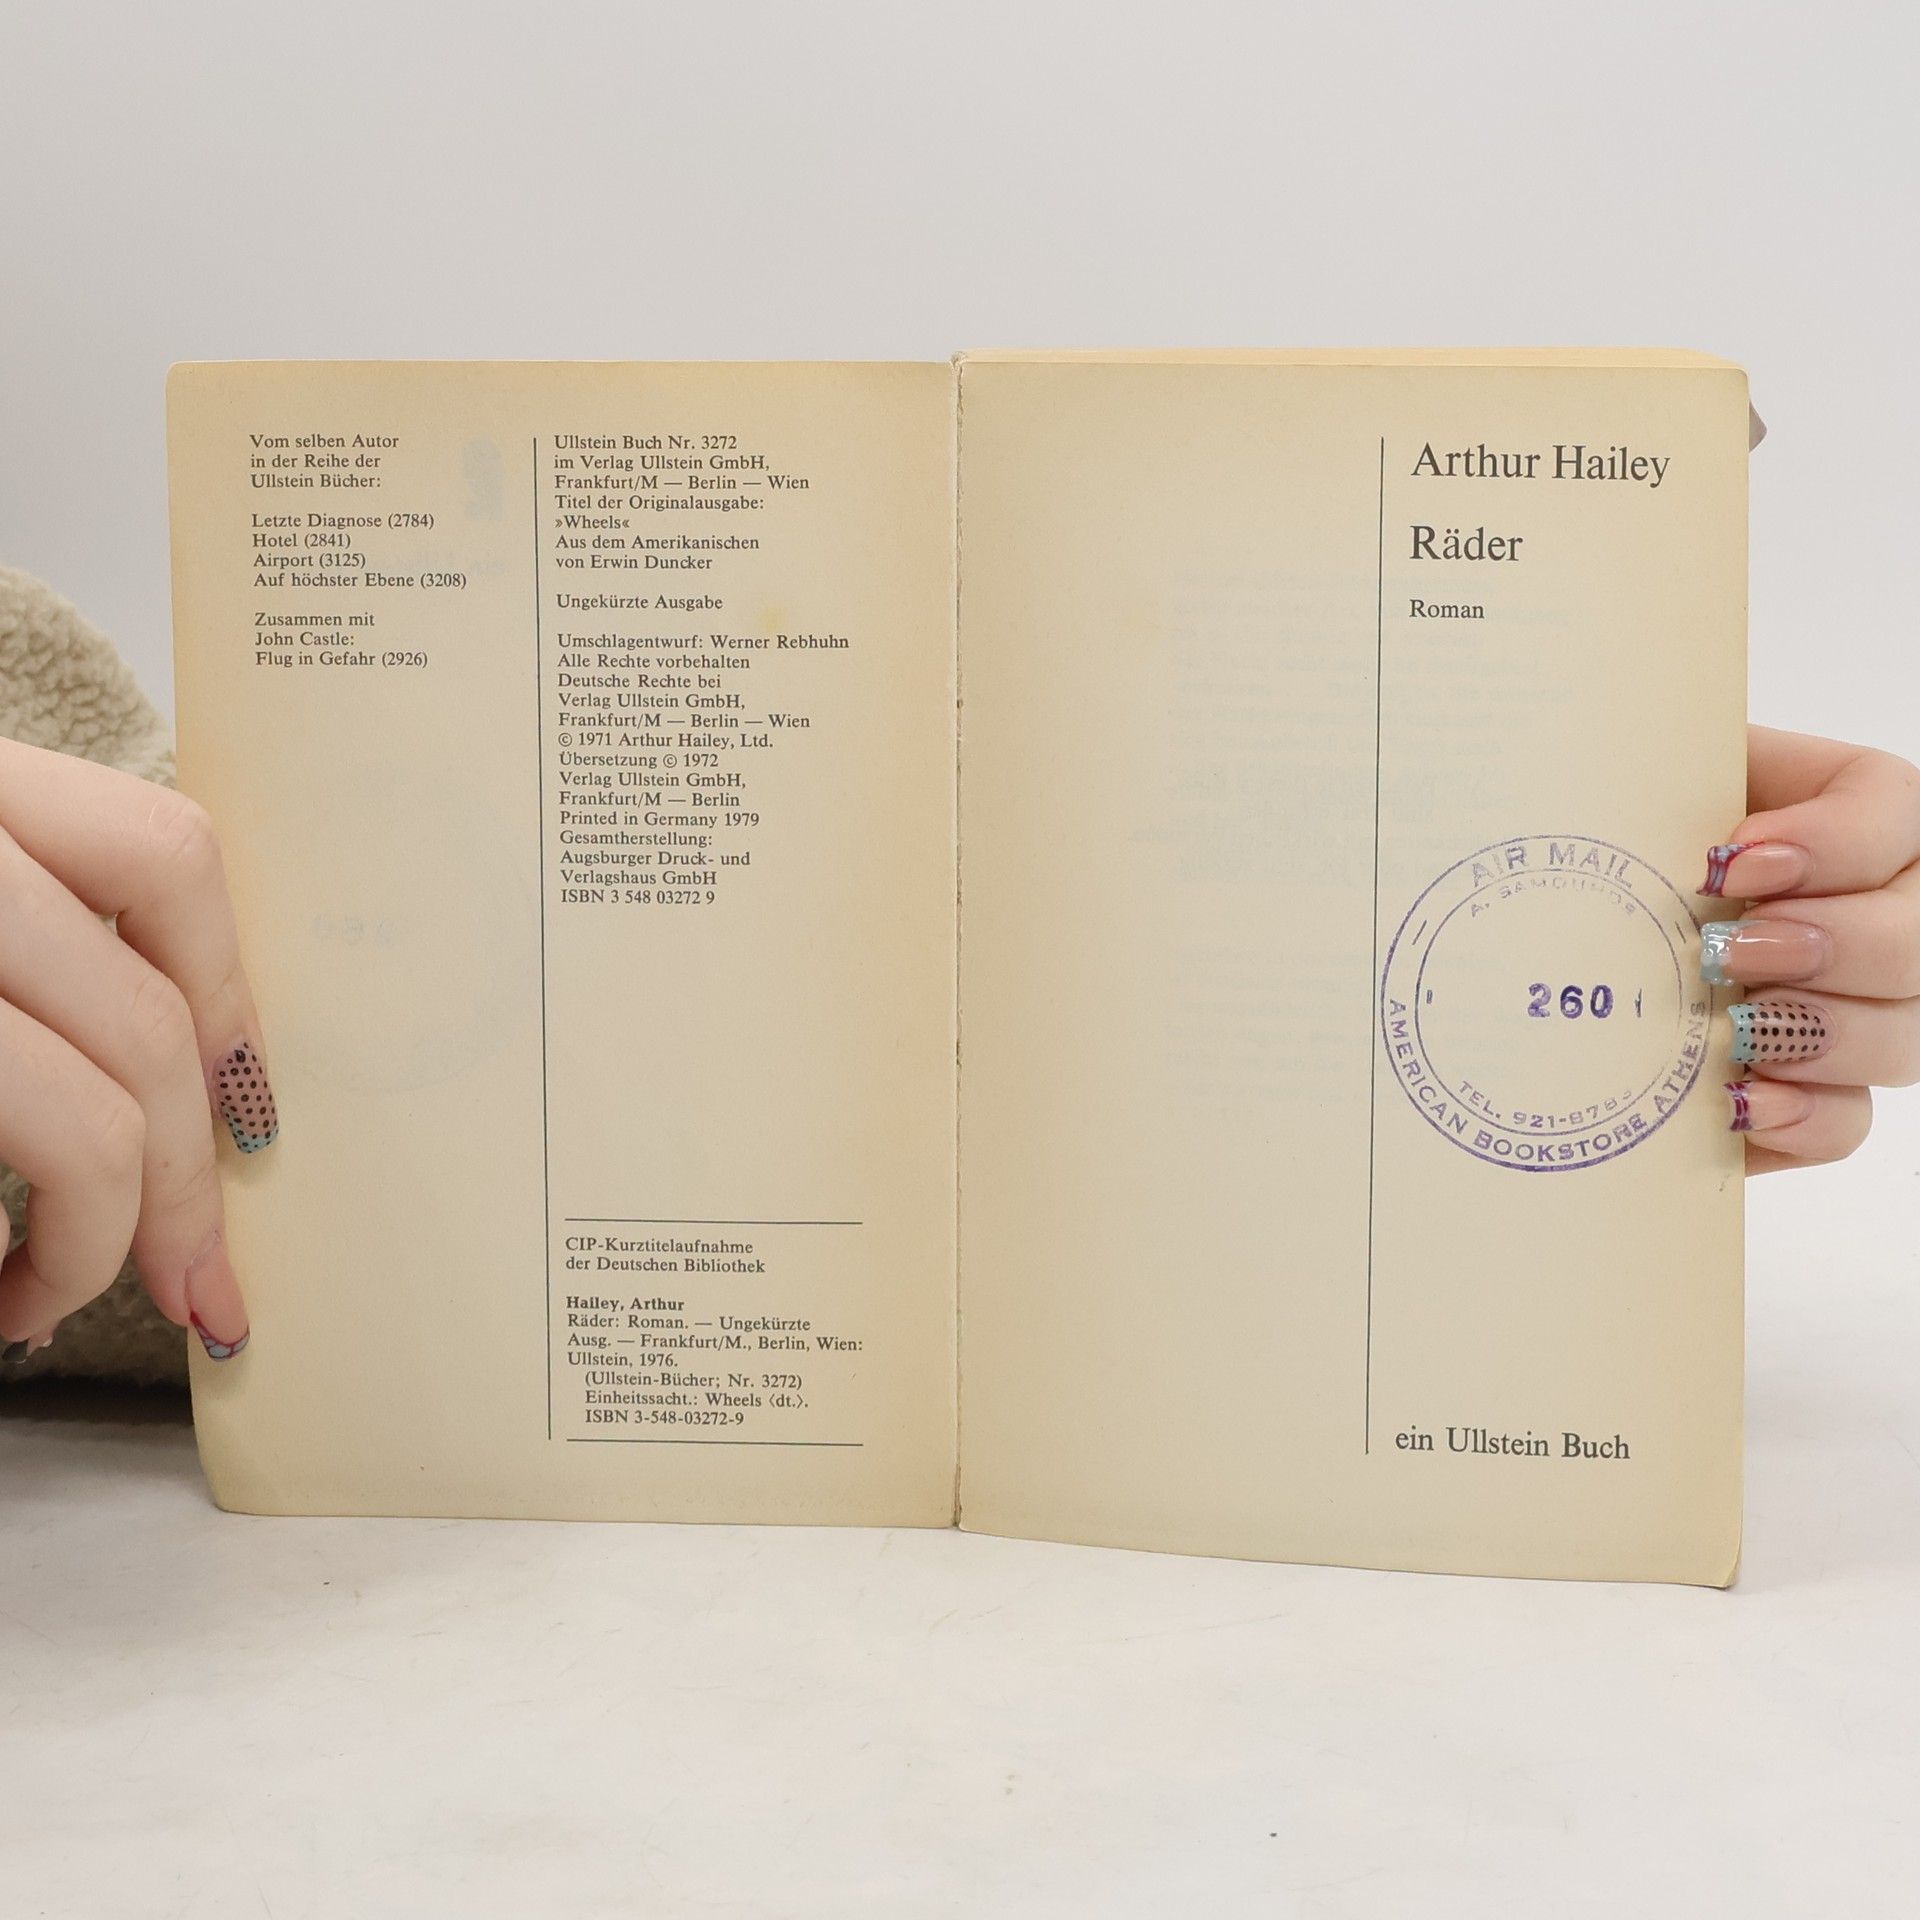 Vom selben Autor
in der Reihe der
Ullstein Bücher:
Letzte Diagnose (2784)
Hotel (2841)
Airport (3125)
Auf höchster Ebene (3208)
Zusammen mit
John Castle:
Flug in Gefahr (2926)
Ullstein Buch Nr. 3272
im Verlag Ullstein GmbH,
Frankfurt/M — Berlin — Wien
Titel der Originalausgabe:
»Wheels«
Aus dem Amerikanischen
von Erwin Duncker
Ungekürzte Ausgabe
Umschlagentwurf: Werner Rebhuhn
Alle Rechte vorbehalten
Deutsche Rechte bei
Verlag Ullstein GmbH,
Frankfurt/M — Berlin — Wien
© 1971 Arthur Hailey, Ltd.
Übersetzung © 1972
Verlag Ullstein GmbH,
Frankfurt/M — Berlin
Printed in Germany 1979
Gesamtherstellung:
Augsburger Druck- und
Verlagshaus GmbH
ISBN 3 548 03272 9
CIP-Kurztitelaufnahme
der Deutschen Bibliothek
Hailey, Arthur
Räder: Roman. — Ungekürzte
Ausg. — Frankfurt/M., Berlin, Wien:
Ullstein, 1976.
(Ullstein-Bücher; Nr. 3272)
Einheitssacht.: Wheels ⟨dt.⟩.
ISBN 3-548-03272-9
Arthur Hailey
Räder
Roman
AIR MAIL
A.
260
TEL.
AMERICAN BOOKSTORE ATHENS
ein Ullstein Buch